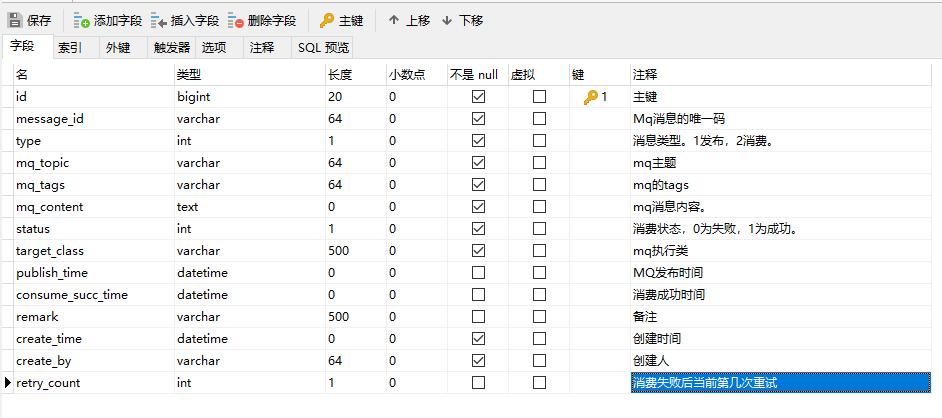 保存 添加字段 插入字段 删除字段 主键 上移 下移
字段 索引 外键 触发器 选项 注释 SQL 预览
名 类型 长度 小数点 不是 null 虚拟 键 注释
id bigint 20 0 1 主键
message_id varchar 64 0 Mq消息的唯一码
type int 1 0 消息类型。1发布，2消费。
mq_topic varchar 64 0 mq主题
mq_tags varchar 64 0 mq的tags
mq_content text 0 0 mq消息内容。
status int 1 0 消费状态，0为失败，1为成功。
target_class varchar 500 0 mq执行类
publish_time datetime 0 0 MQ发布时间
consume_succ_time datetime 0 0 消费成功时间
remark varchar 500 0 备注
create_time datetime 0 0 创建时间
create_by varchar 64 0 创建人
retry_count int 1 0 消费失败后当前第几次重试